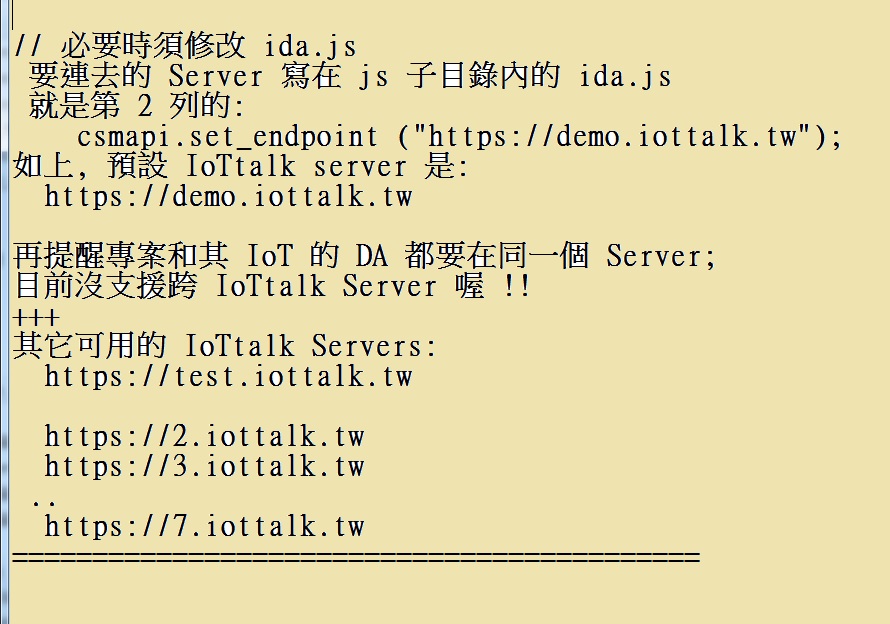 // 必要時須修改 ida.js
要連去的 Server 寫在 js 子目錄內的 ida.js
就是第 2 列的:
csmapi.set_endpoint ("https://demo.iottalk.tw");
如上, 預設 IoTtalk server 是:
https://demo.iottalk.tw
再提醒專案和其 IoT 的 DA 都要在同一個 Server;
目前沒支援跨 IoTtalk Server 喔 !!
+++
其它可用的 IoTtalk Servers:
https://test.iottalk.tw
https://2.iottalk.tw
https://3.iottalk.tw
..
https://7.iottalk.tw
===========================================